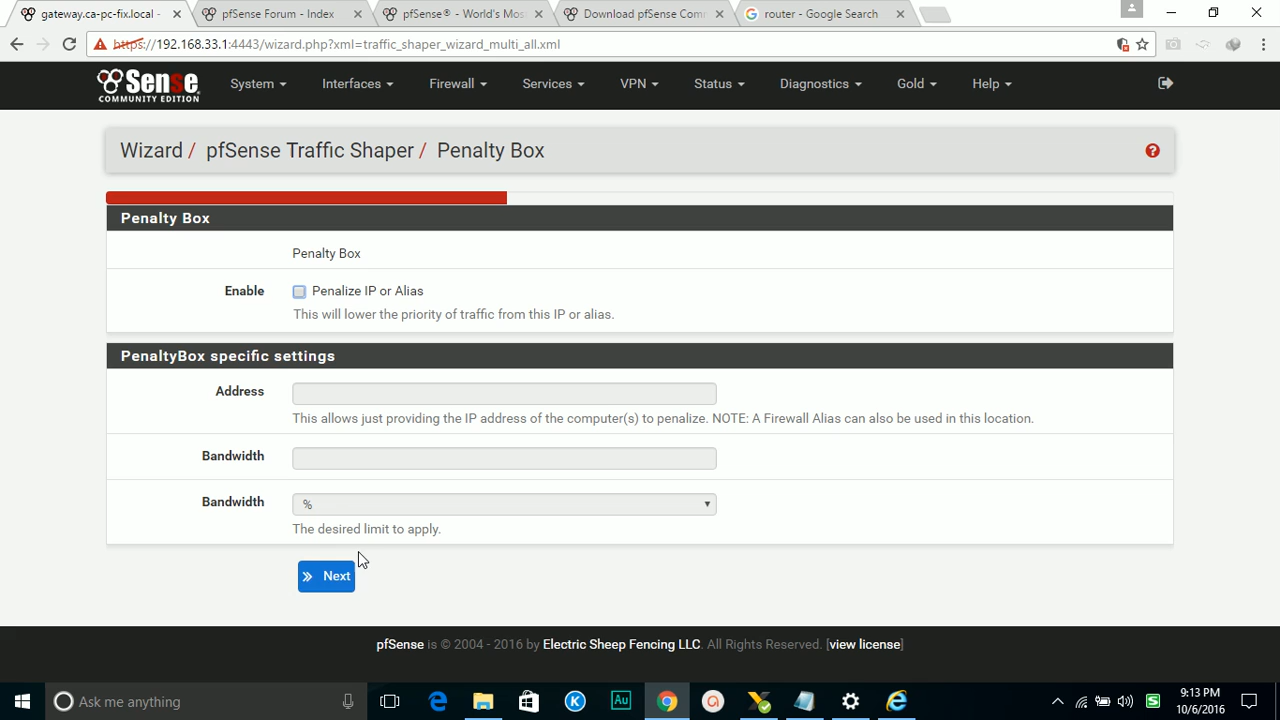 gateway.ca-pc-fix.local -
pfSense Forum - Index
pfSense® - World's Mos
Download pfSense Com
router - Google Search
https://192.168.33.1:4443/wizard.php?xml=traffic_shaper_wizard_multi_all.xml
Sense
COMMUNITY EDITION
System
Interfaces
Firewall
Services
VPN
Status
Diagnostics
Gold
Help
Wizard / pfSense Traffic Shaper / Penalty Box
Penalty Box
Penalty Box
Enable
Penalize IP or Alias
This will lower the priority of traffic from this IP or alias.
PenaltyBox specific settings
Address
This allows just providing the IP address of the computer(s) to penalize. NOTE: A Firewall Alias can also be used in this location.
Bandwidth
Bandwidth
%
The desired limit to apply.
Next
pfSense is © 2004 - 2016 by Electric Sheep Fencing LLC. All Rights Reserved. [view license]
Ask me anything
K
Au
S
9:13 PM
10/6/2016